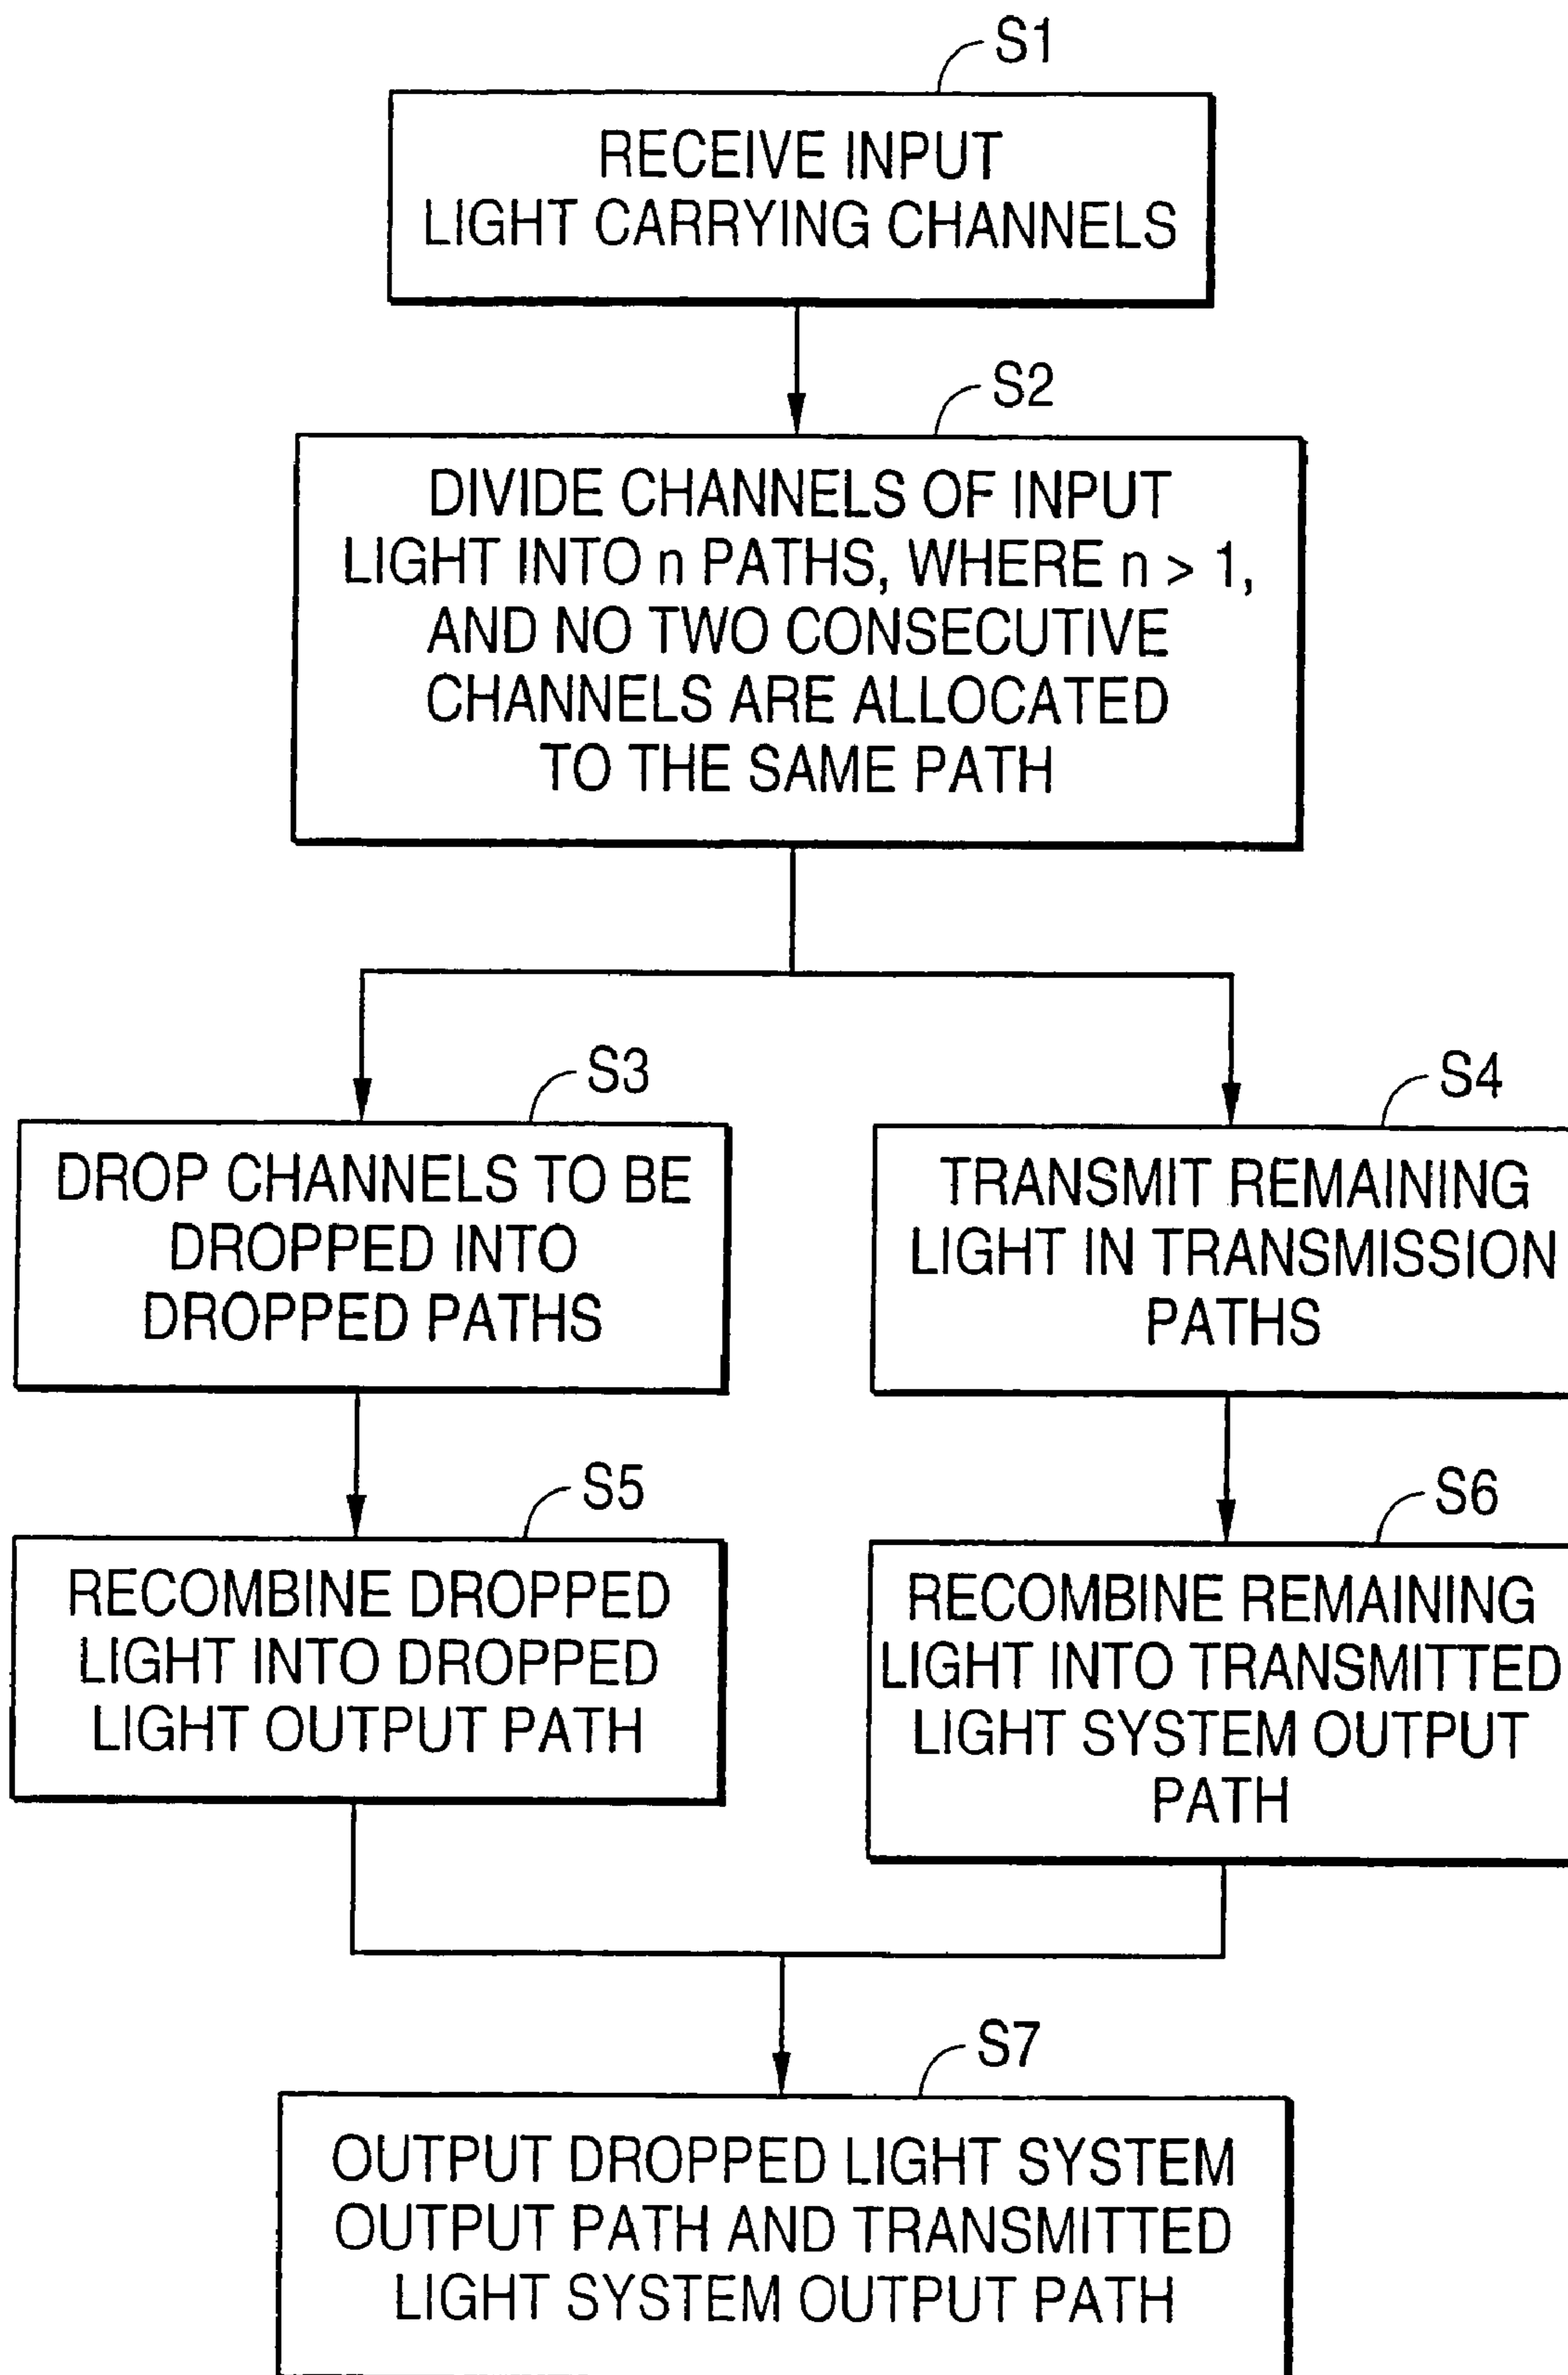 S1
RECEIVE INPUT
LIGHT CARRYING CHANNELS
S2
DIVIDE CHANNELS OF INPUT
LIGHT INTO n PATHS, WHERE n > 1,
AND NO TWO CONSECUTIVE
CHANNELS ARE ALLOCATED
TO THE SAME PATH
S3
DROP CHANNELS TO BE
DROPPED INTO
DROPPED PATHS
S4
TRANSMIT REMAINING
LIGHT IN TRANSMISSION
PATHS
S5
RECOMBINE DROPPED
LIGHT INTO DROPPED
LIGHT OUTPUT PATH
S6
RECOMBINE REMAINING
LIGHT INTO TRANSMITTED
LIGHT SYSTEM OUTPUT
PATH
S7
OUTPUT DROPPED LIGHT SYSTEM
OUTPUT PATH AND TRANSMITTED
LIGHT SYSTEM OUTPUT PATH